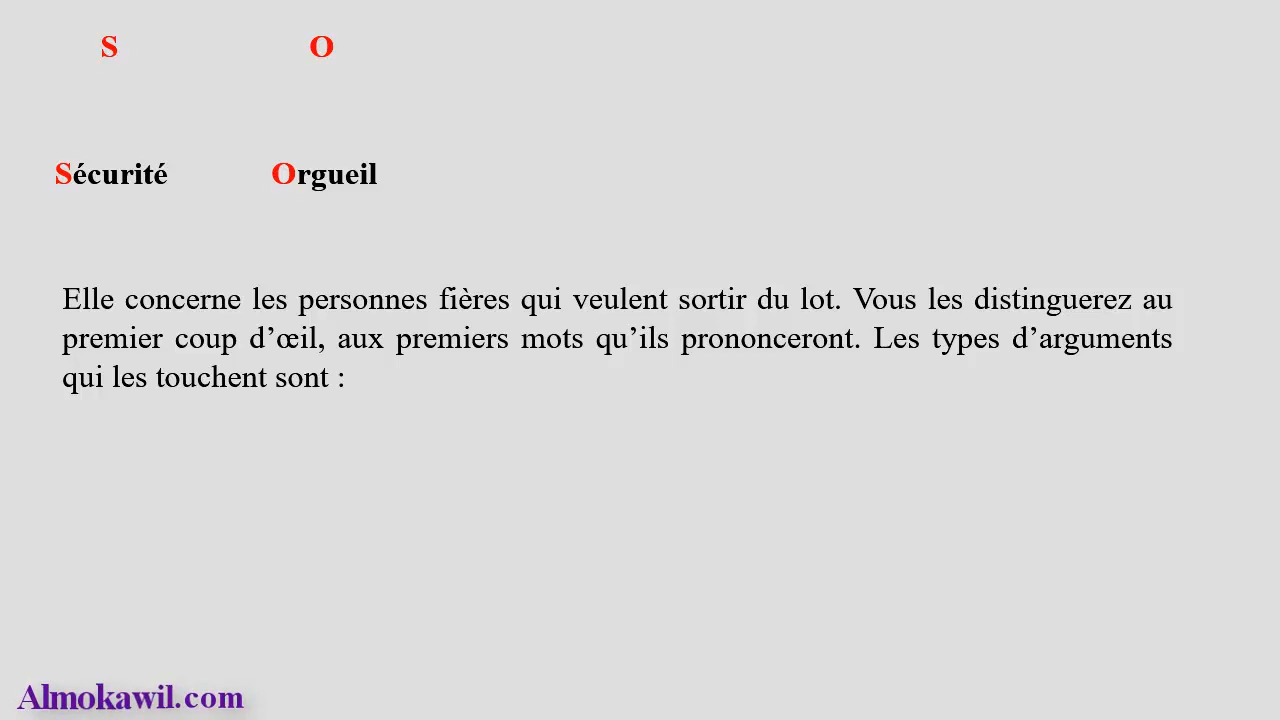 S O
Sécurité Orgueil
Elle concerne les personnes fières qui veulent sortir du lot. Vous les distinguerez au
premier coup d’œil, aux premiers mots qu’ils prononceront. Les types d’arguments
qui les touchent sont :
Almokawil.com